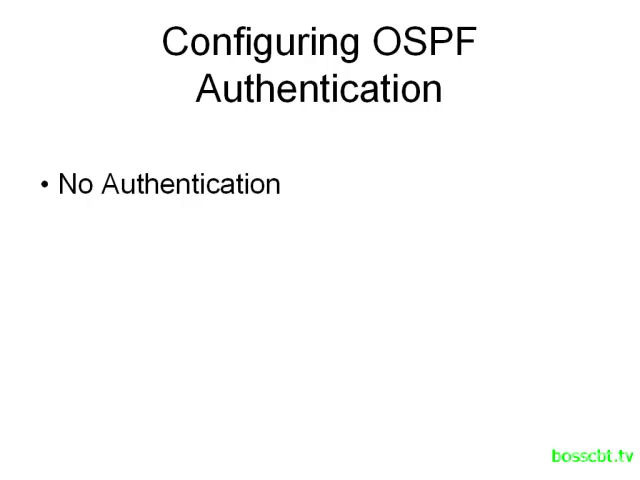 Configuring OSPF
Authentication
• No Authentication
bosscbt.tv